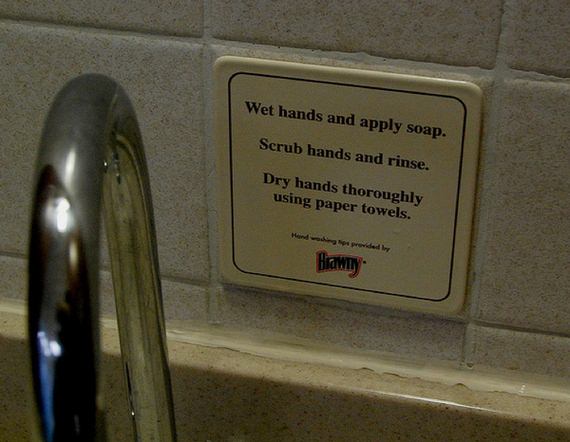 Wet hands and apply soap.
Scrub hands and rinse.
Dry hands thoroughly
using paper towels.
Hand washing tips provided by
Brawny®